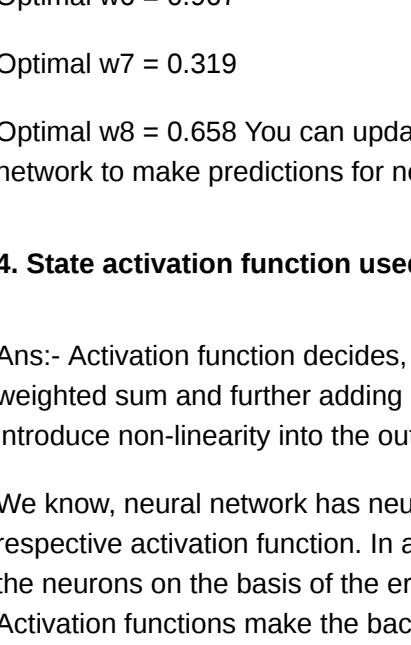 Optimal w7 = 0.319
Optimal w8 = 0.658 You can upda
network to make predictions for ne
4. State activation function used
Ans:- Activation function decides,
weighted sum and further adding
introduce non-linearity into the out
We know, neural network has neu
respective activation function. In a
the neurons on the basis of the er
Activation functions make the bac